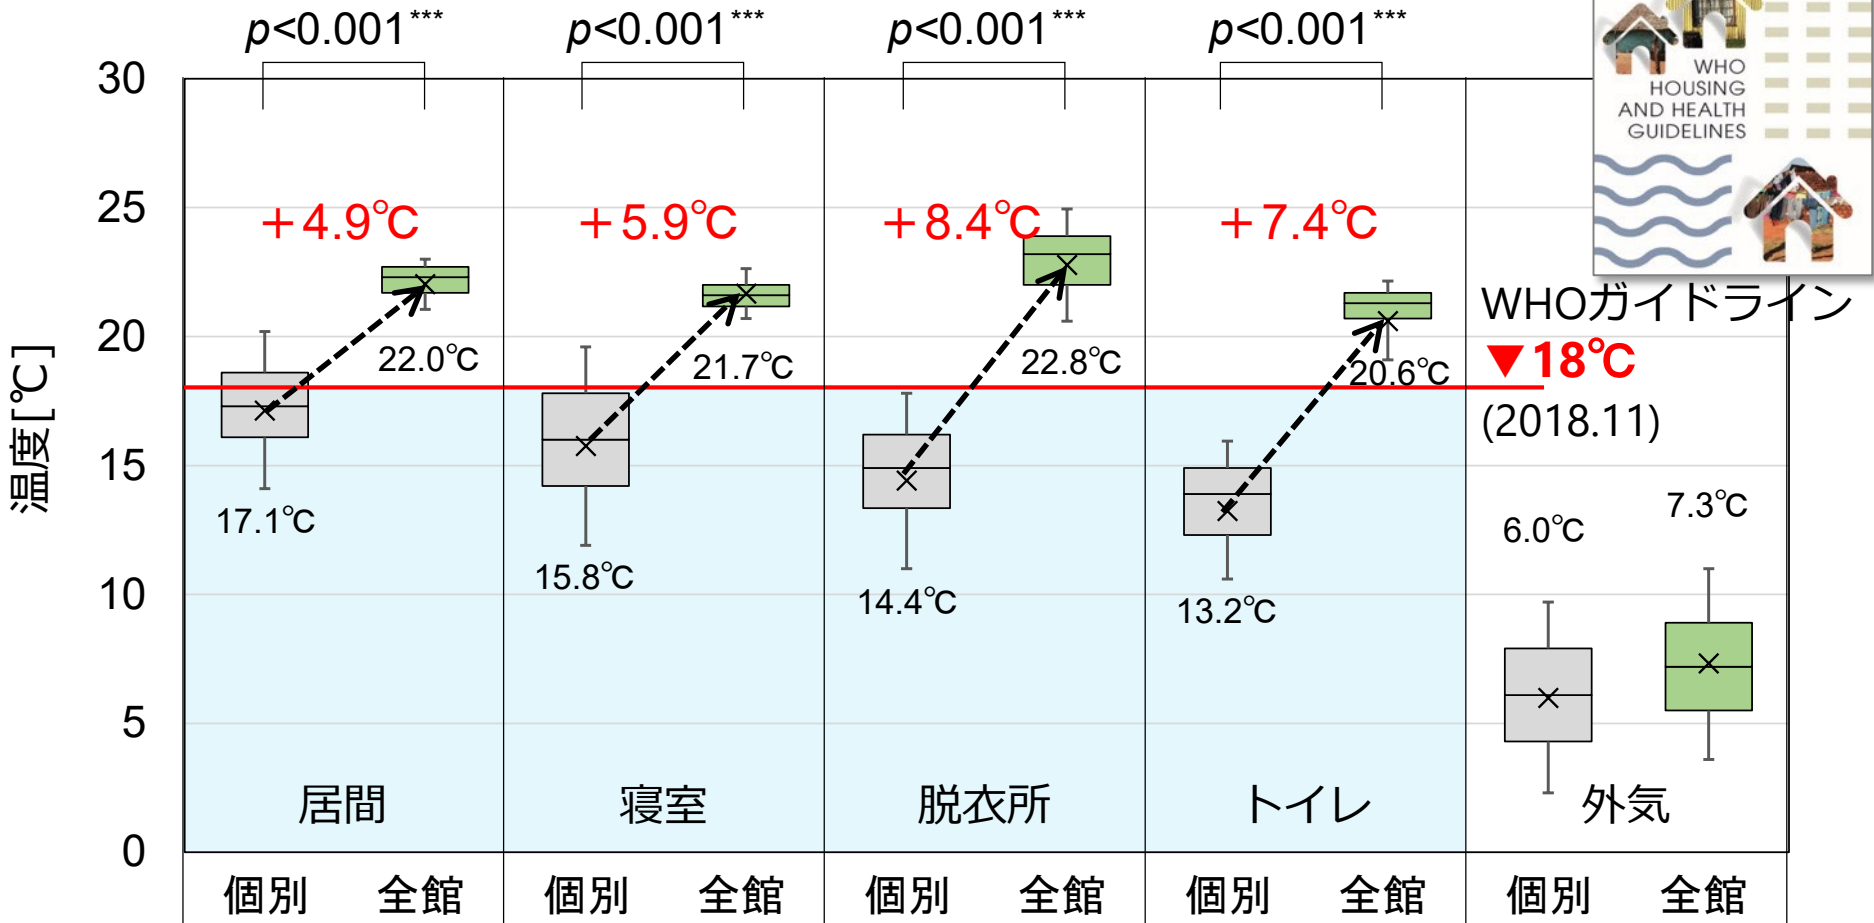 p<0.001*** p<0.001*** p<0.001*** p<0.001***
WHO
HOUSING
AND HEALTH
GUIDELINES
30
25
20
15
10
5
0
温度[℃]
+4.9℃ +5.9℃ +8.4℃ +7.4℃
22.0℃ 21.7℃ 22.8℃ 20.6℃
17.1℃ 15.8℃ 14.4℃ 13.2℃
6.0℃ 7.3℃
WHOガイドライン
▼18℃
(2018.11)
居間 寝室 脱衣所 トイレ 外気
個別 全館 個別 全館 個別 全館 個別 全館 個別 全館